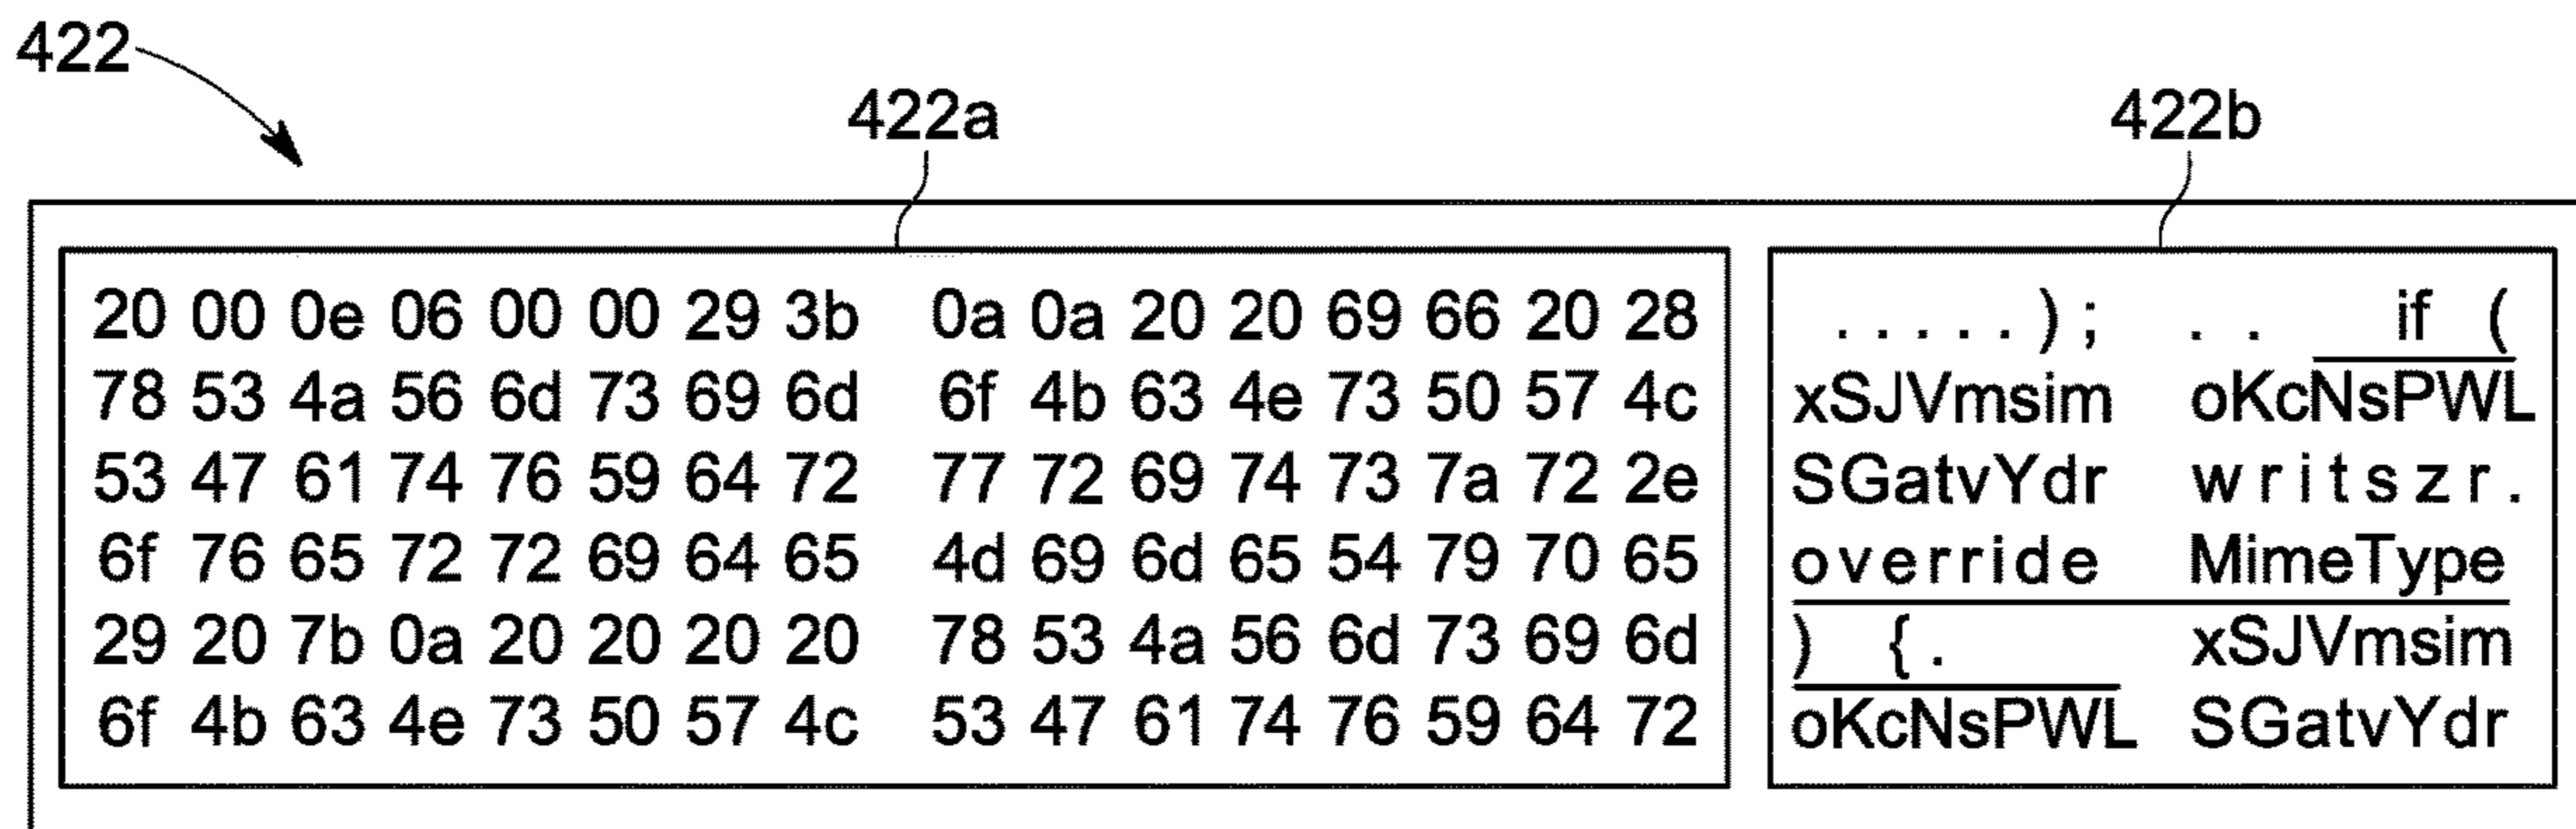 422
422a 422b
20 00 0e 06 00 00 29 3b 0a 0a 20 20 69 66 20 28 . . . . . ) ; . . if (
78 53 4a 56 6d 73 69 6d 6f 4b 63 4e 73 50 57 4c xSJVmsim oKcNsPWL
53 47 61 74 76 59 64 72 77 72 69 74 73 7a 72 2e SGatvYdr writszr.
6f 76 65 72 72 69 64 65 4d 69 6d 65 54 79 70 65 override MimeType
29 20 7b 0a 20 20 20 20 78 53 4a 56 6d 73 69 6d ) {. xSJVmsim
6f 4b 63 4e 73 50 57 4c 53 47 61 74 76 59 64 72 oKcNsPWL SGatvYdr